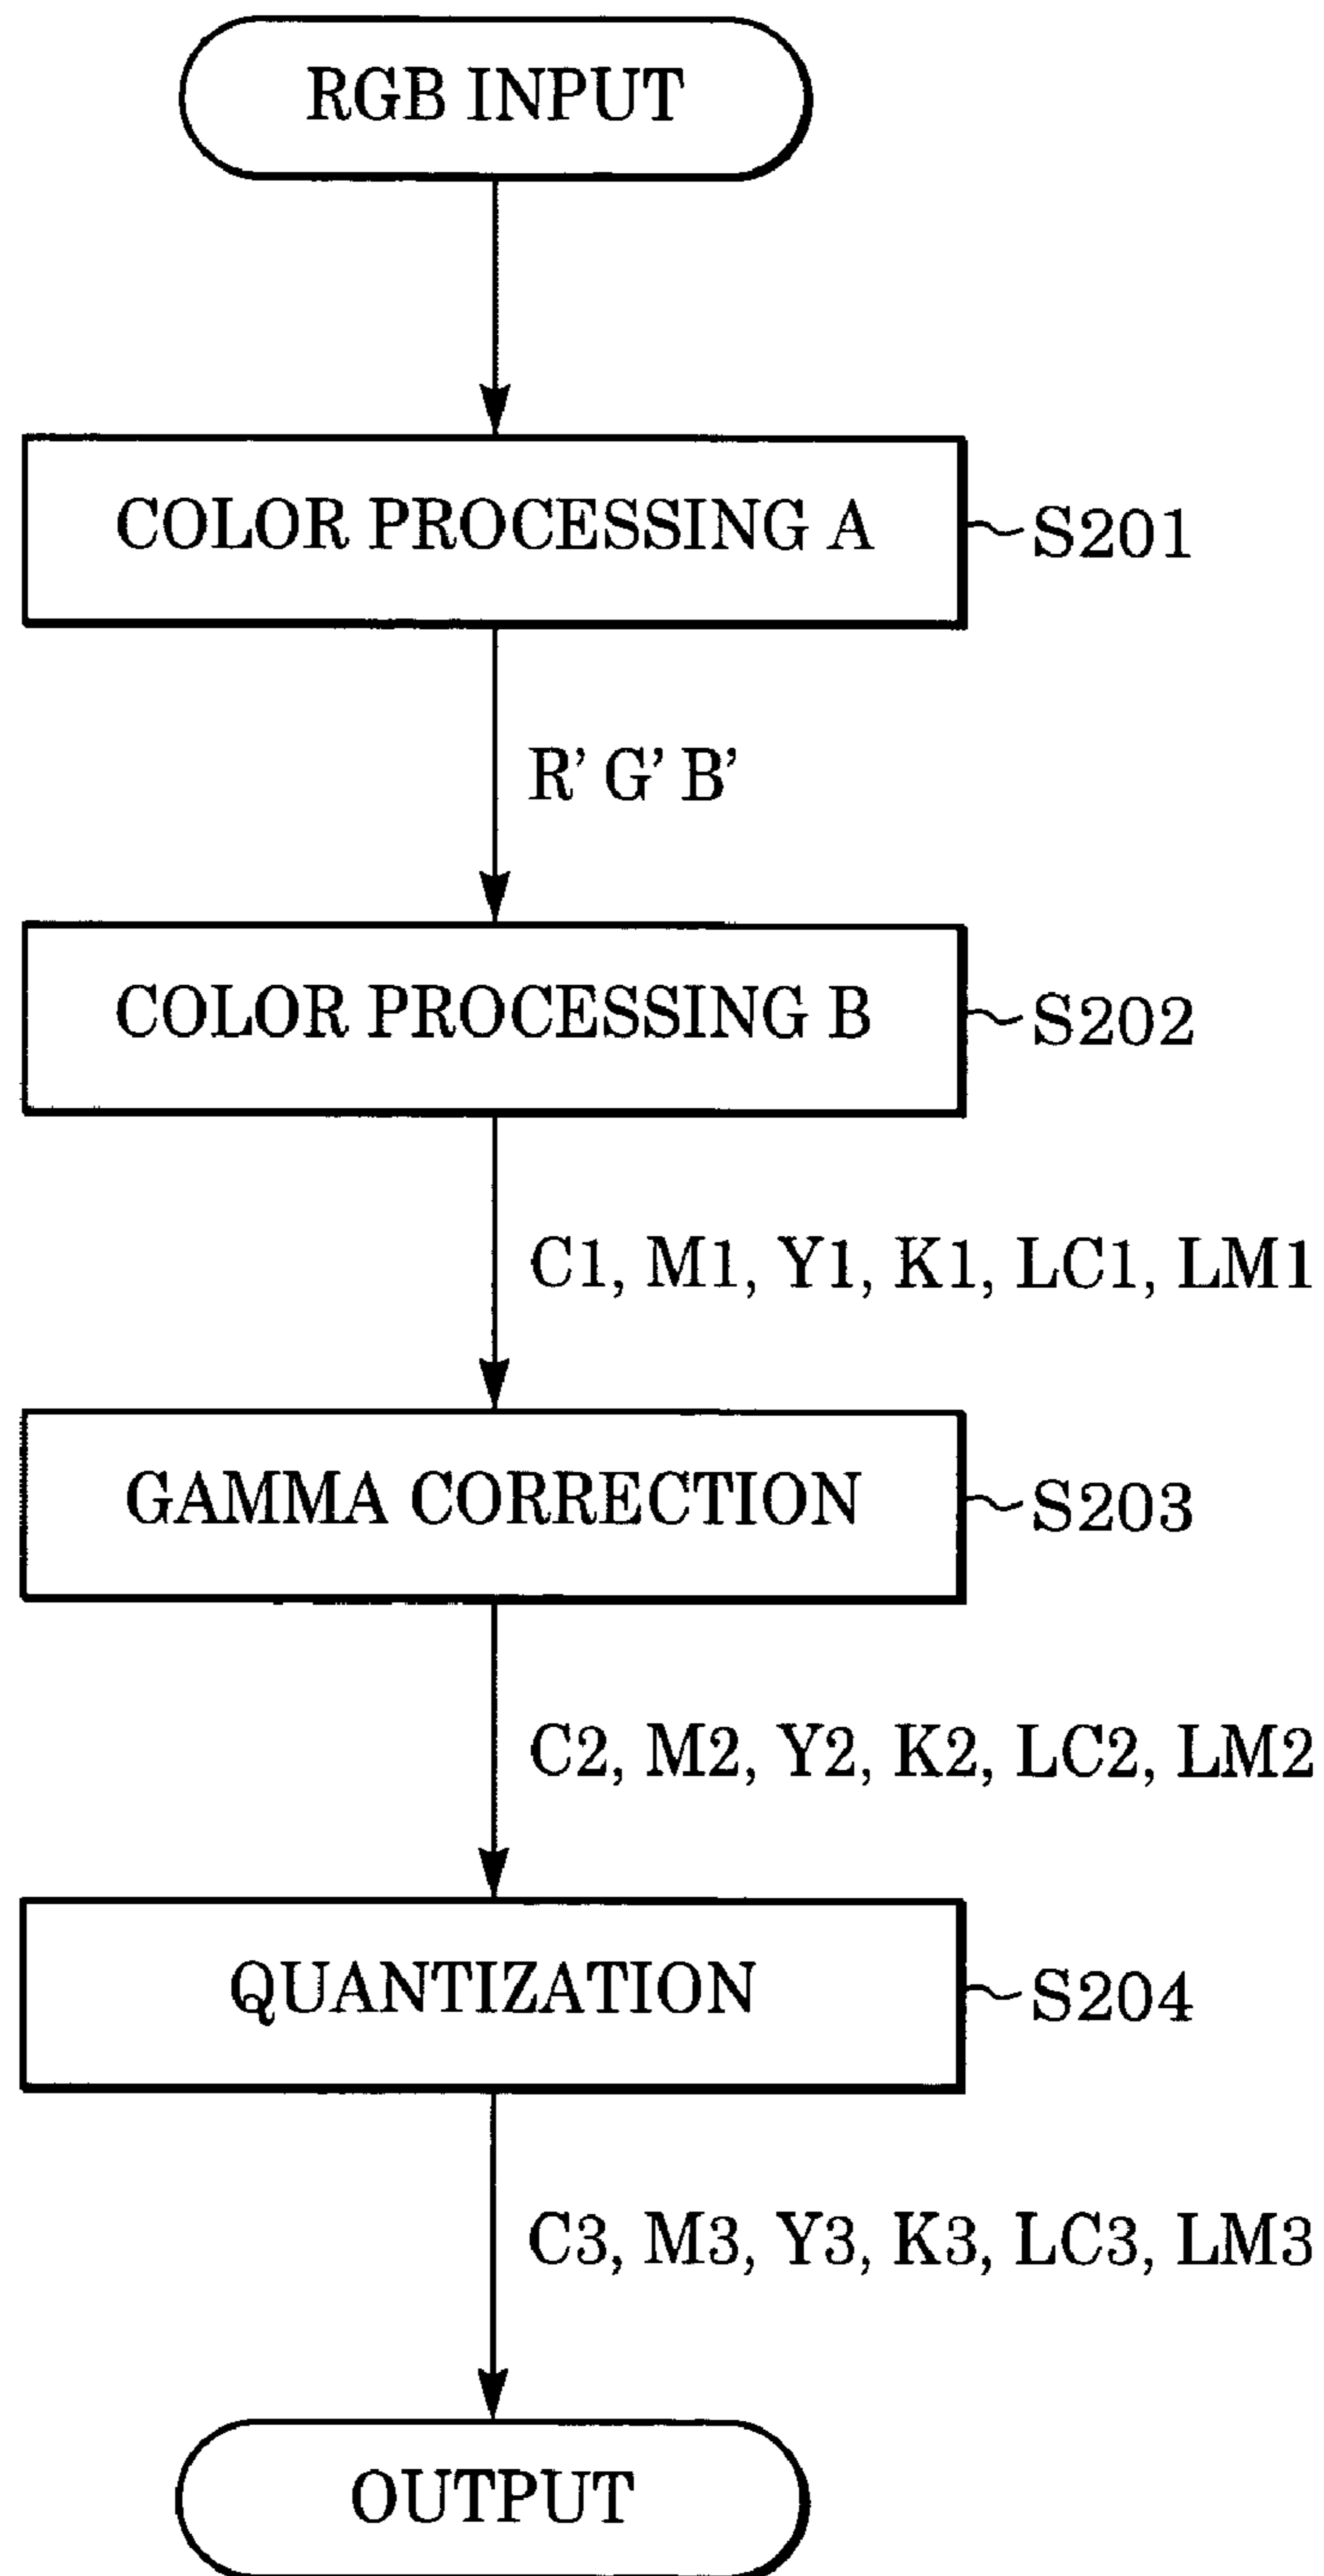 RGB INPUT
COLOR PROCESSING A
S201
R’ G’ B’
COLOR PROCESSING B
S202
C1, M1, Y1, K1, LC1, LM1
GAMMA CORRECTION
S203
C2, M2, Y2, K2, LC2, LM2
QUANTIZATION
S204
C3, M3, Y3, K3, LC3, LM3
OUTPUT